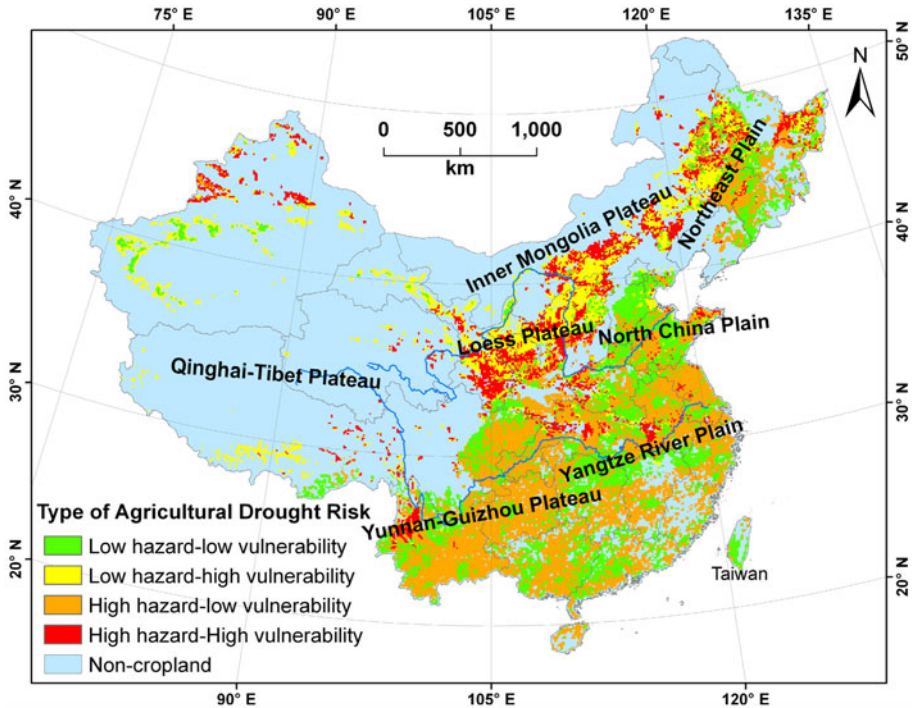 75° E
90° E
105° E
120° E
135° E
50° N
N
0 500 1,000
km
40° N
40° N
Northeast Plain
Inner Mongolia Plateau
Loess Plateau
North China Plain
Qinghai-Tibet Plateau
30° N
30° N
Yangtze River Plain
Yunnan-Guizhou Plateau
Type of Agricultural Drought Risk
Low hazard-low vulnerability
Low hazard-high vulnerability
High hazard-low vulnerability
High hazard-High vulnerability
Non-cropland
Taiwan
20° N
20° N
90° E
105° E
120° E